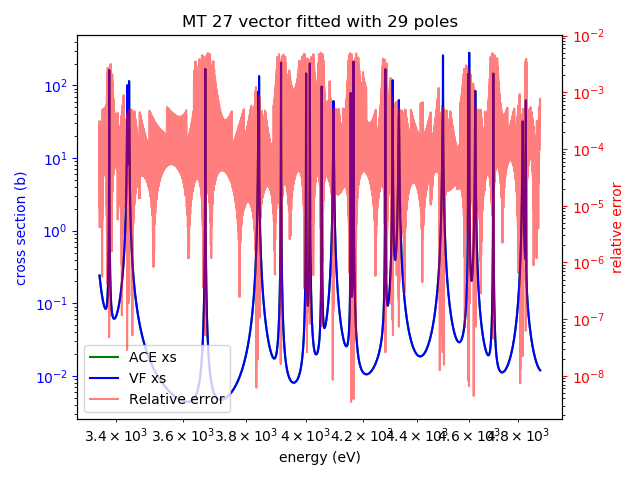 MT 27 vector fitted with 29 poles
cross section (b)
10²
10¹
10⁰
10⁻¹
10⁻²
10⁻²
10⁻³
10⁻⁴
10⁻⁵
10⁻⁶
10⁻⁷
10⁻⁸
relative error
ACE xs
VF xs
Relative error
3.4 × 10³ 3.6 × 10³ 3.8 × 10³ 4 × 10³ 4.2 × 10³ 4.4 × 10³ 4.6 × 10³ 4.8 × 10³
energy (eV)